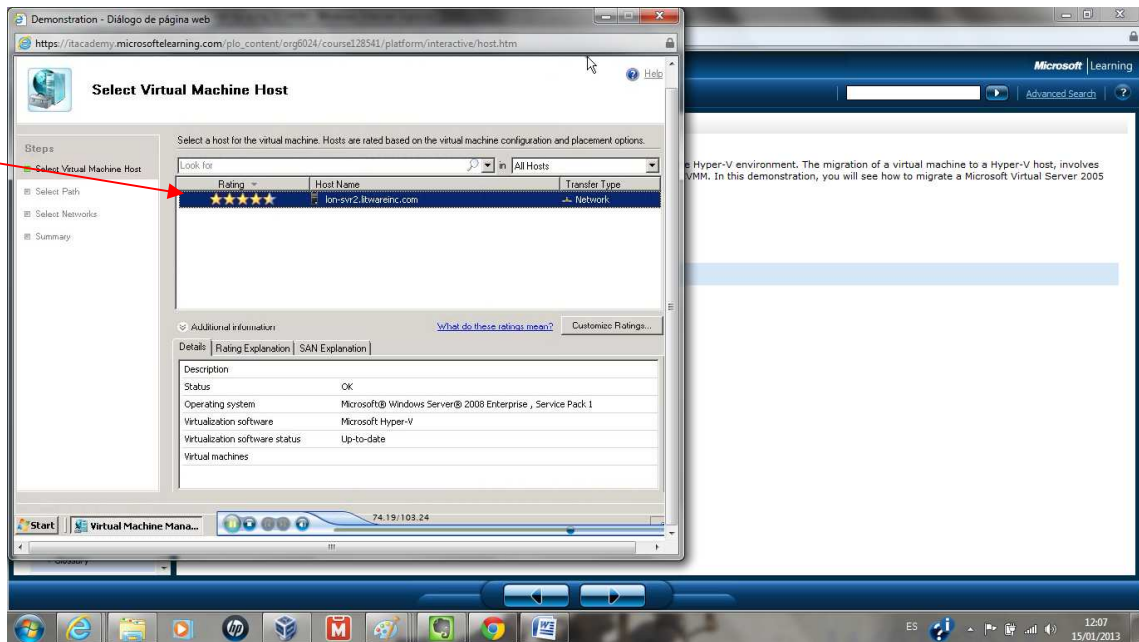 Demonstration - Diálogo de página web
https://itacademy.microsoftelearning.com/plo_content/org6024/course128541/platform/interactive/host.htm
Microsoft | Learning
Advanced Search
Select Virtual Machine Host
Help
Steps
Select Virtual Machine Host
Select Path
Select Networks
Summary
Select a host for the virtual machine. Hosts are rated based on the virtual machine configuration and placement options.
Look for
in All Hosts
Rating Host Name Transfer Type
lon-svr2.litwareinc.com Network
e Hyper-V environment. The migration of a virtual machine to a Hyper-V host, involves
VMM. In this demonstration, you will see how to migrate a Microsoft Virtual Server 2005
Additional information
What do these ratings mean?
Customize Ratings...
Details Rating Explanation SAN Explanation
Description
Status OK
Operating system Microsoft® Windows Server® 2008 Enterprise , Service Pack 1
Virtualization software Microsoft Hyper-V
Virtualization software status Up-to-date
Virtual machines
Start Virtual Machine Mana...
74.19/103.24
Glossary
ES
12:07
15/01/2013